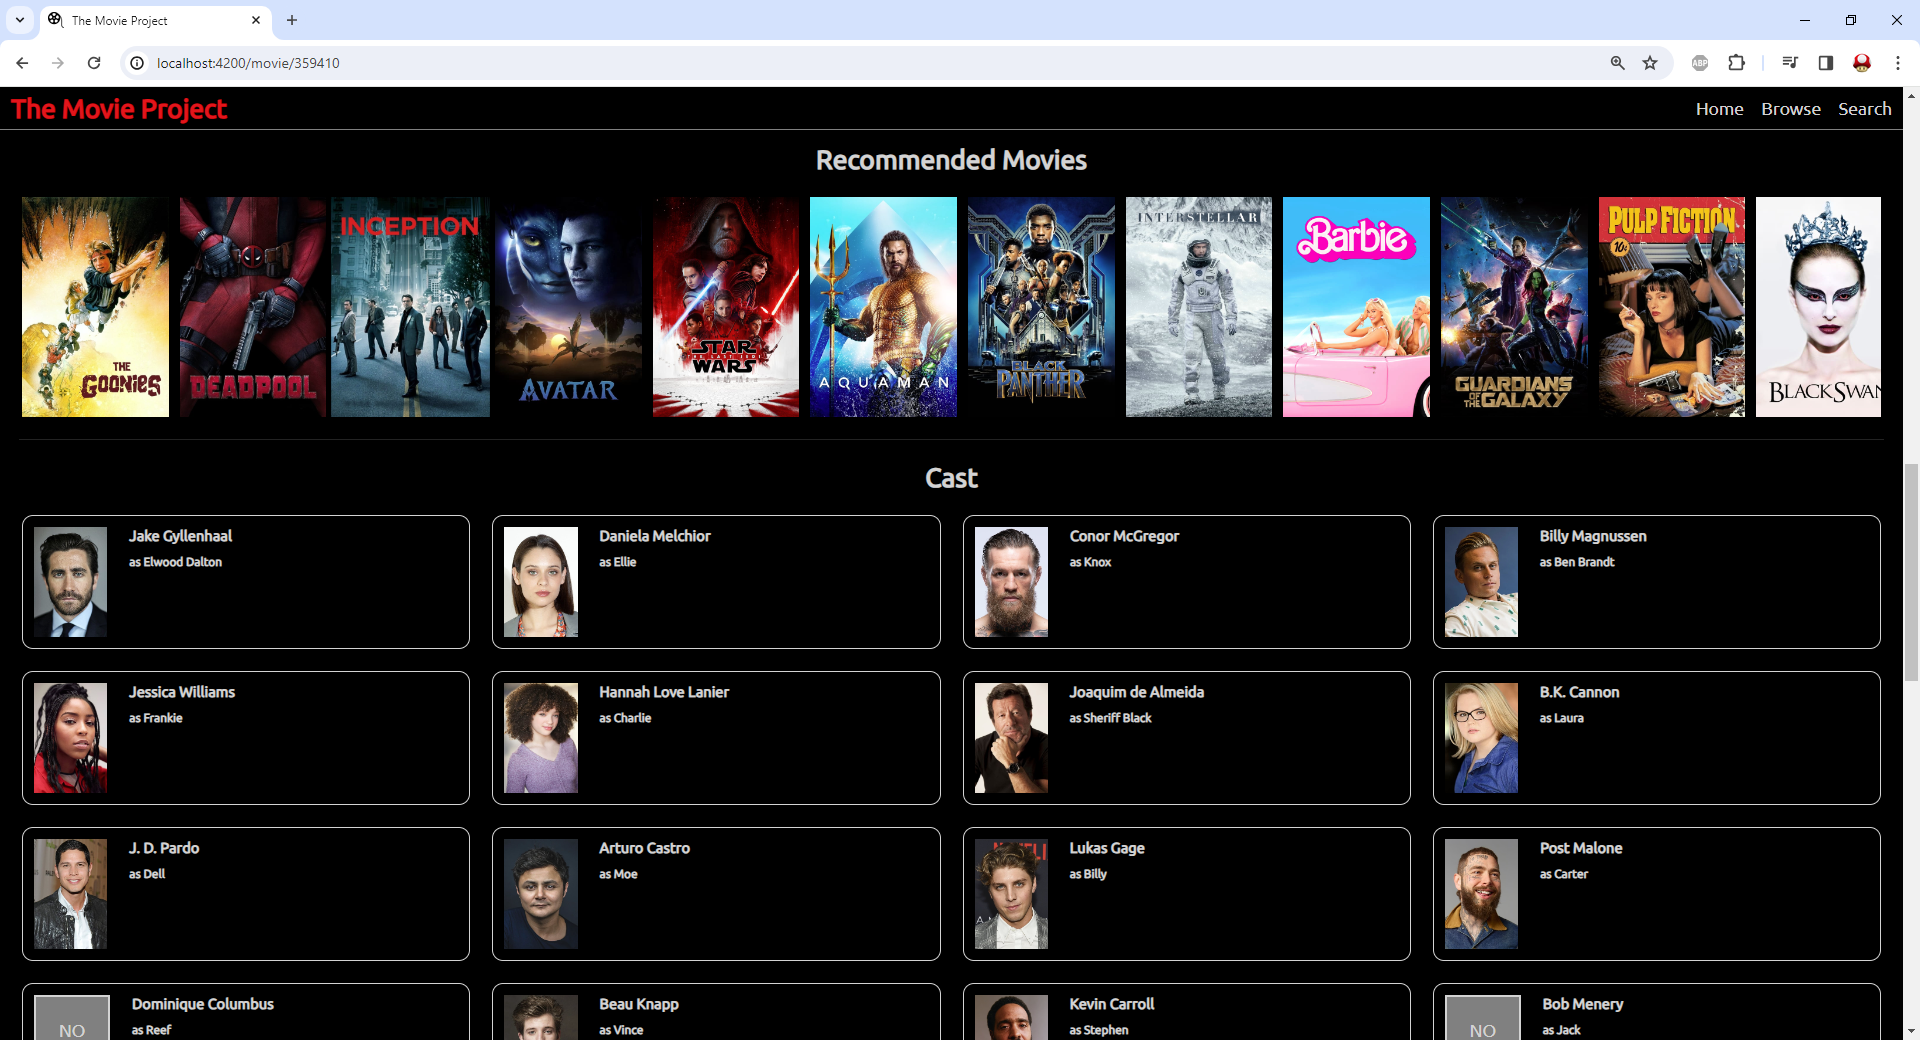 The Movie Project
localhost:4200/movie/359410
ABP
The Movie Project
Home Browse Search
Recommended Movies
THE GOONIES
DEADPOOL
INCEPTION
AVATAR
STAR WARS
THE LAST JEDI
AQUAMAN
BLACK PANTHER
INTERSTELLAR
Barbie
GUARDIANS OF THE GALAXY
PULP FICTION
10¢
BLACK SWAN
Cast
Jake Gyllenhaal
as Elwood Dalton
Daniela Melchior
as Ellie
Conor McGregor
as Knox
Billy Magnussen
as Ben Brandt
Jessica Williams
as Frankie
Hannah Love Lanier
as Charlie
Joaquim de Almeida
as Sheriff Black
B.K. Cannon
as Laura
J. D. Pardo
as Dell
Arturo Castro
as Moe
Lukas Gage
as Billy
Post Malone
as Carter
NO
Dominique Columbus
as Reef
Beau Knapp
as Vince
Kevin Carroll
as Stephen
NO
Bob Menery
as Jack